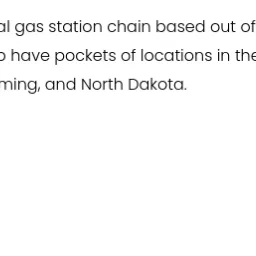 al gas station chain based out of
o have pockets of locations in the
ming, and North Dakota.